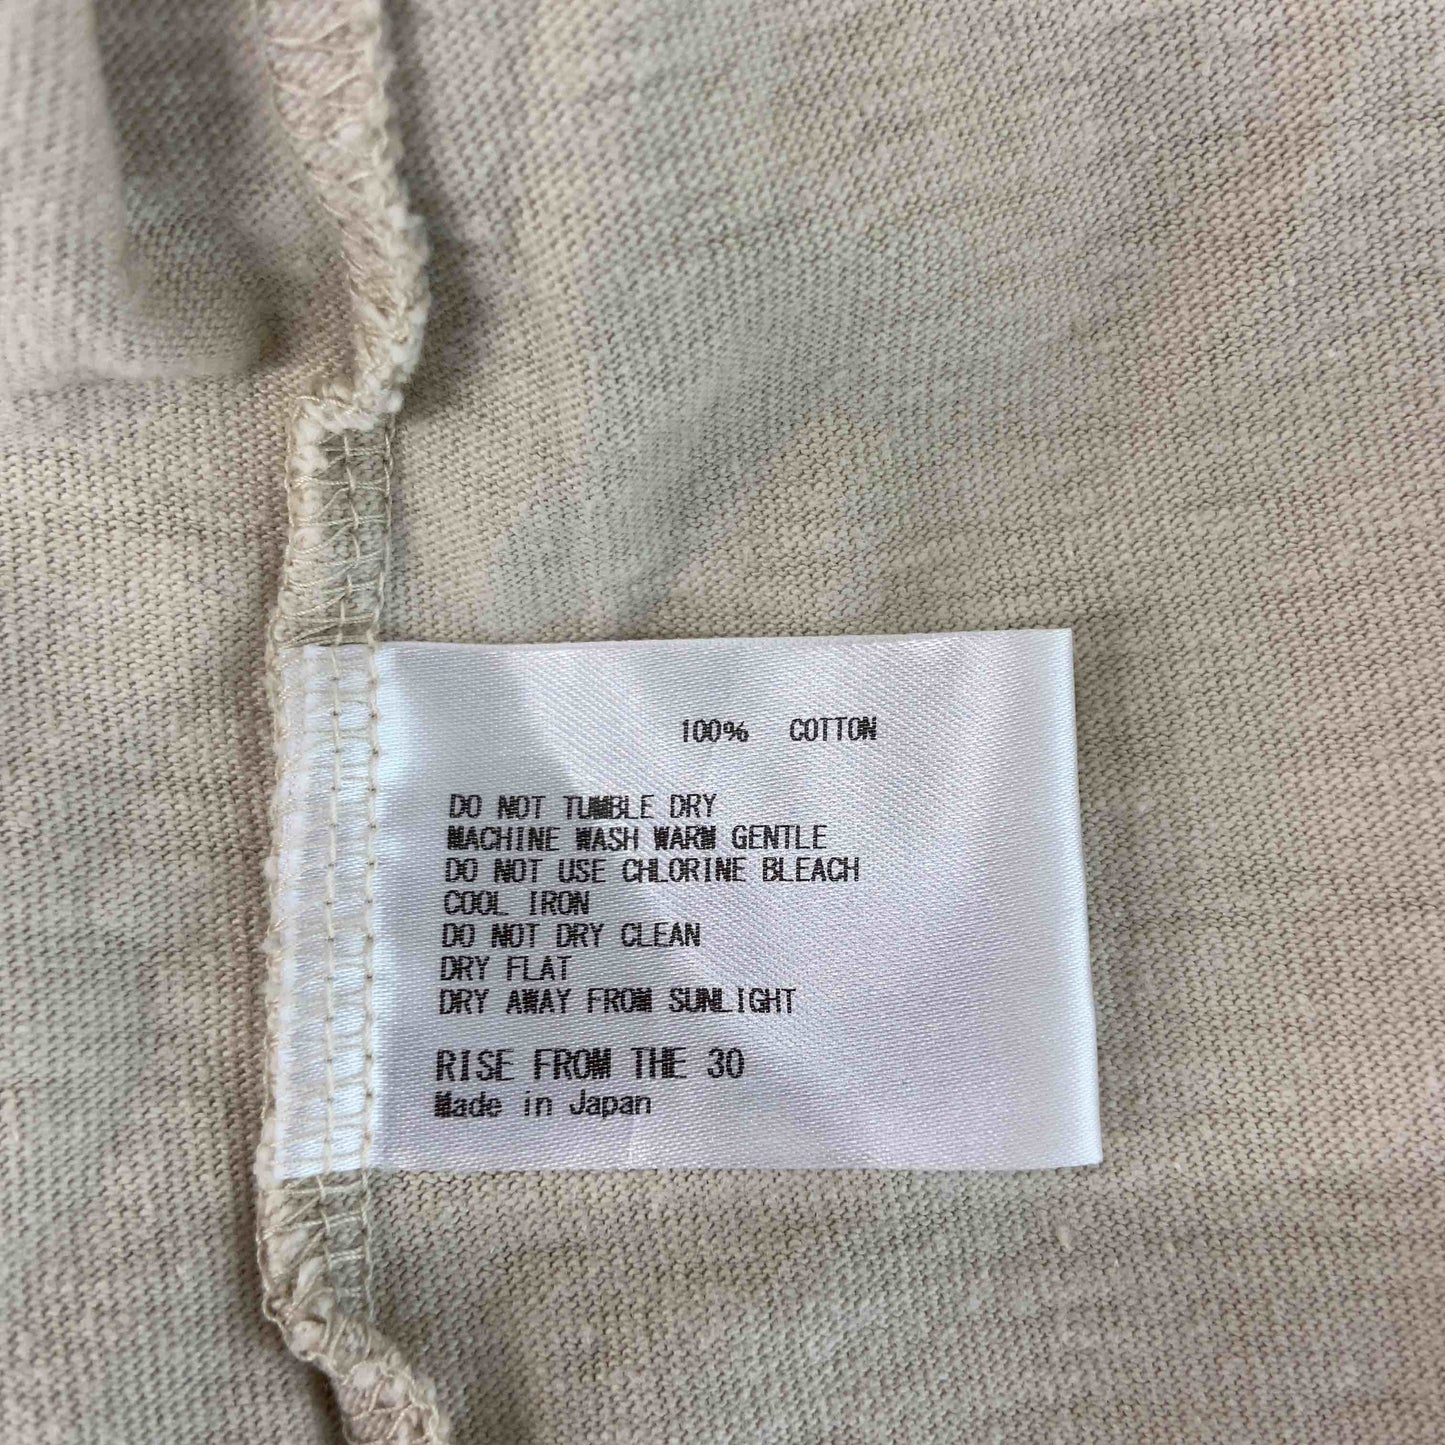 100% COTTON
DO NOT TUMBLE DRY
MACHINE WASH WARM GENTLE
DO NOT USE CHLORINE BLEACH
COOL IRON
DO NOT DRY CLEAN
DRY FLAT
DRY AWAY FROM SUNLIGHT
RISE FROM THE 30
Made in Japan